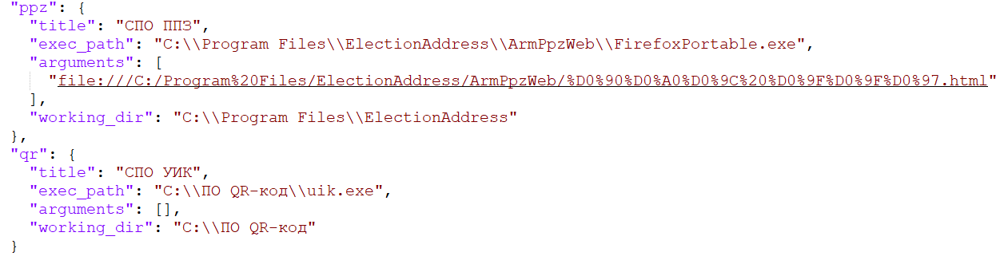 "ppz": {
"title": "СПО ППЗ",
"exec_path": "C:\\Program Files\\ElectionAddress\\ArmPpzWeb\\FirefoxPortable.exe",
"arguments": [
"file:///C:/Program%20Files/ElectionAddress/ArmPpzWeb/%D0%90%D0%A0%D0%9C%20%D0%9F%D0%9F%D0%97.html"
],
"working_dir": "C:\\Program Files\\ElectionAddress"
},
"qr": {
"title": "СПО УИК",
"exec_path": "C:\\ПО QR-код\\uik.exe",
"arguments": [],
"working_dir": "C:\\ПО QR-код"
}